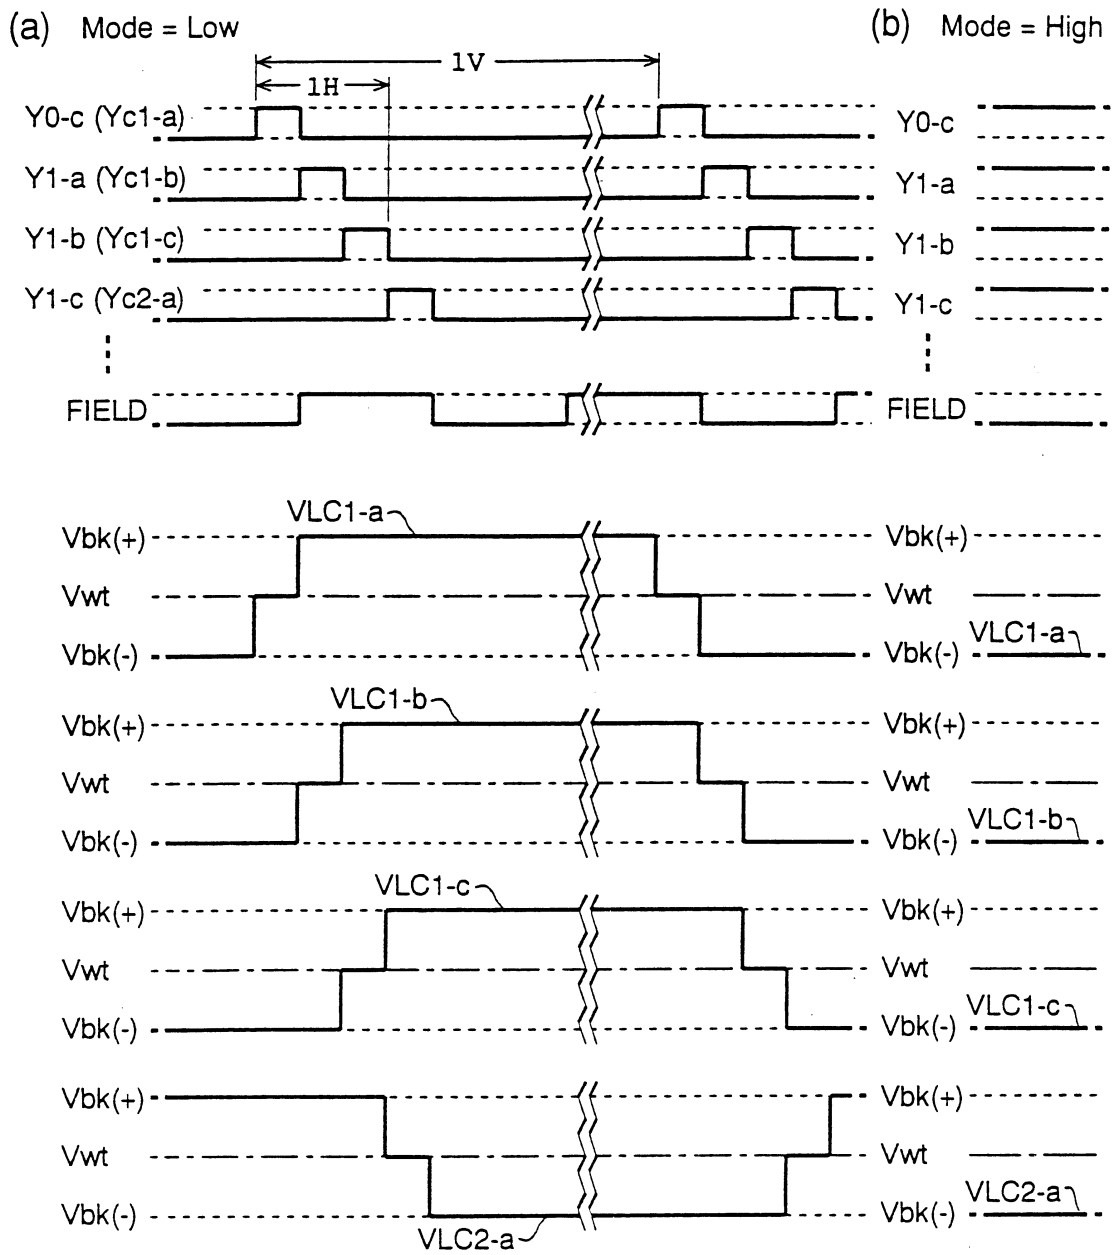 (a) Mode = Low
(b) Mode = High
1V
1H
Y0-c (Yc1-a)
Y0-c
Y1-a (Yc1-b)
Y1-a
Y1-b (Yc1-c)
Y1-b
Y1-c (Yc2-a)
Y1-c
FIELD
FIELD
VLC1-a
Vbk(+)
Vbk(+)
Vwt
Vwt
VLC1-a
Vbk(-)
Vbk(-)
VLC1-b
Vbk(+)
Vbk(+)
Vwt
Vwt
VLC1-b
Vbk(-)
Vbk(-)
VLC1-c
Vbk(+)
Vbk(+)
Vwt
Vwt
VLC1-c
Vbk(-)
Vbk(-)
Vbk(+)
Vbk(+)
Vwt
Vwt
VLC2-a
Vbk(-)
Vbk(-)
VLC2-a